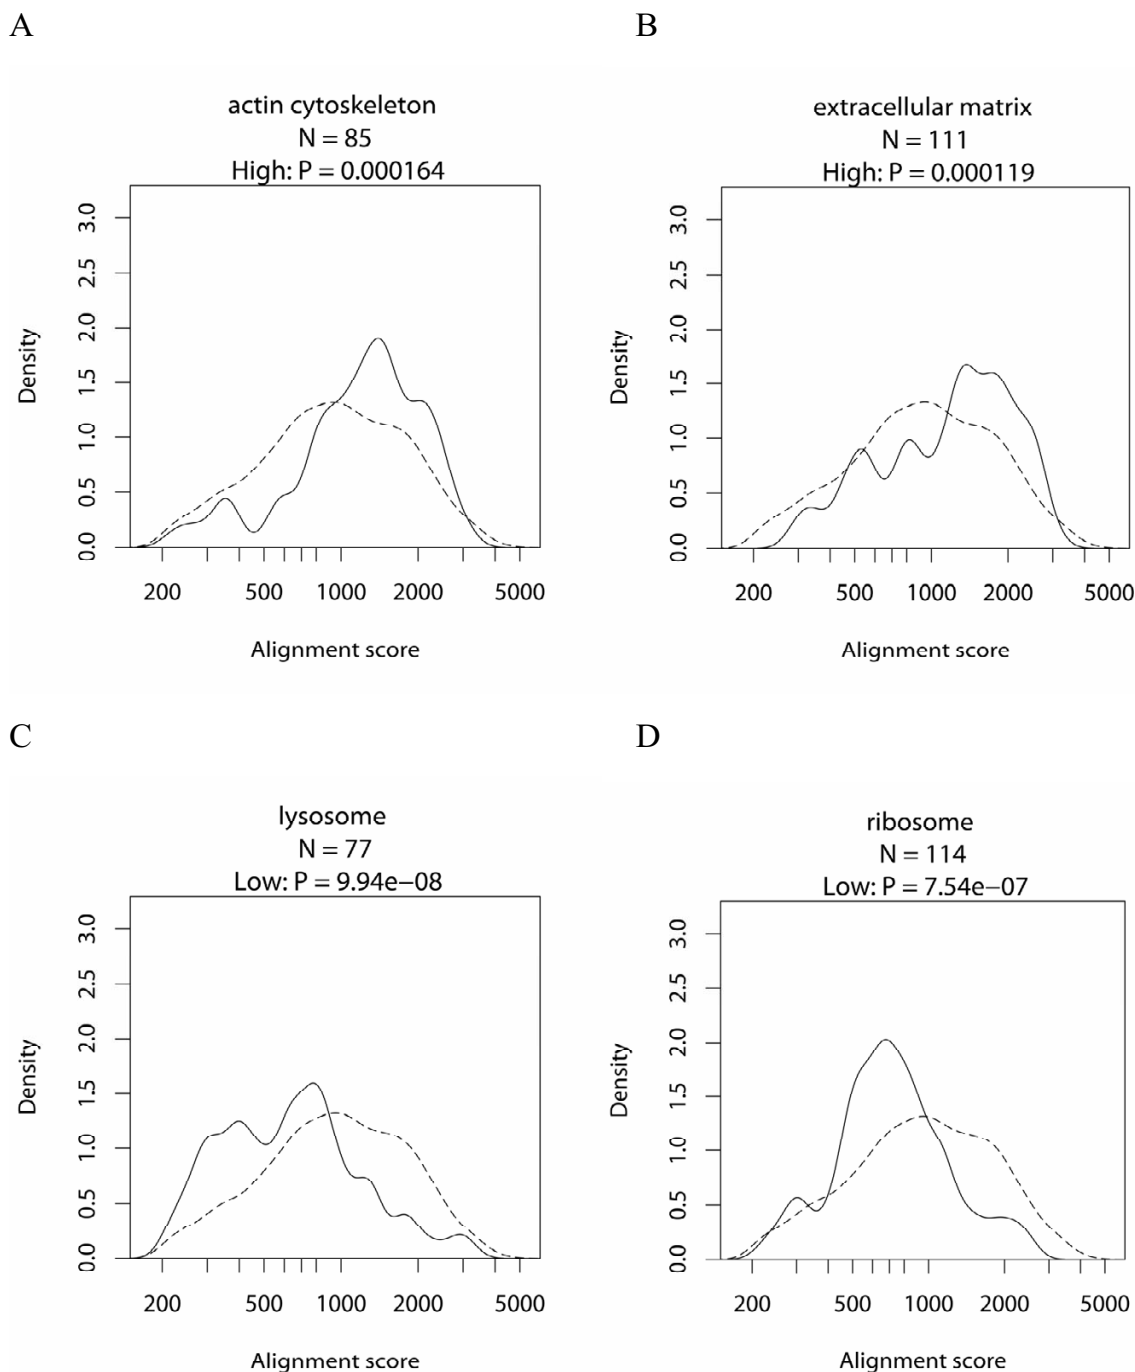 A
actin cytoskeleton
N = 85
High: P = 0.000164
Density
3.0
2.5
2.0
1.5
1.0
0.5
0.0
200 500 1000 2000 5000
Alignment score
B
extracellular matrix
N = 111
High: P = 0.000119
Density
3.0
2.5
2.0
1.5
1.0
0.5
0.0
200 500 1000 2000 5000
Alignment score
C
lysosome
N = 77
Low: P = 9.94e−08
Density
3.0
2.5
2.0
1.5
1.0
0.5
0.0
200 500 1000 2000 5000
Alignment score
D
ribosome
N = 114
Low: P = 7.54e−07
Density
3.0
2.5
2.0
1.5
1.0
0.5
0.0
200 500 1000 2000 5000
Alignment score